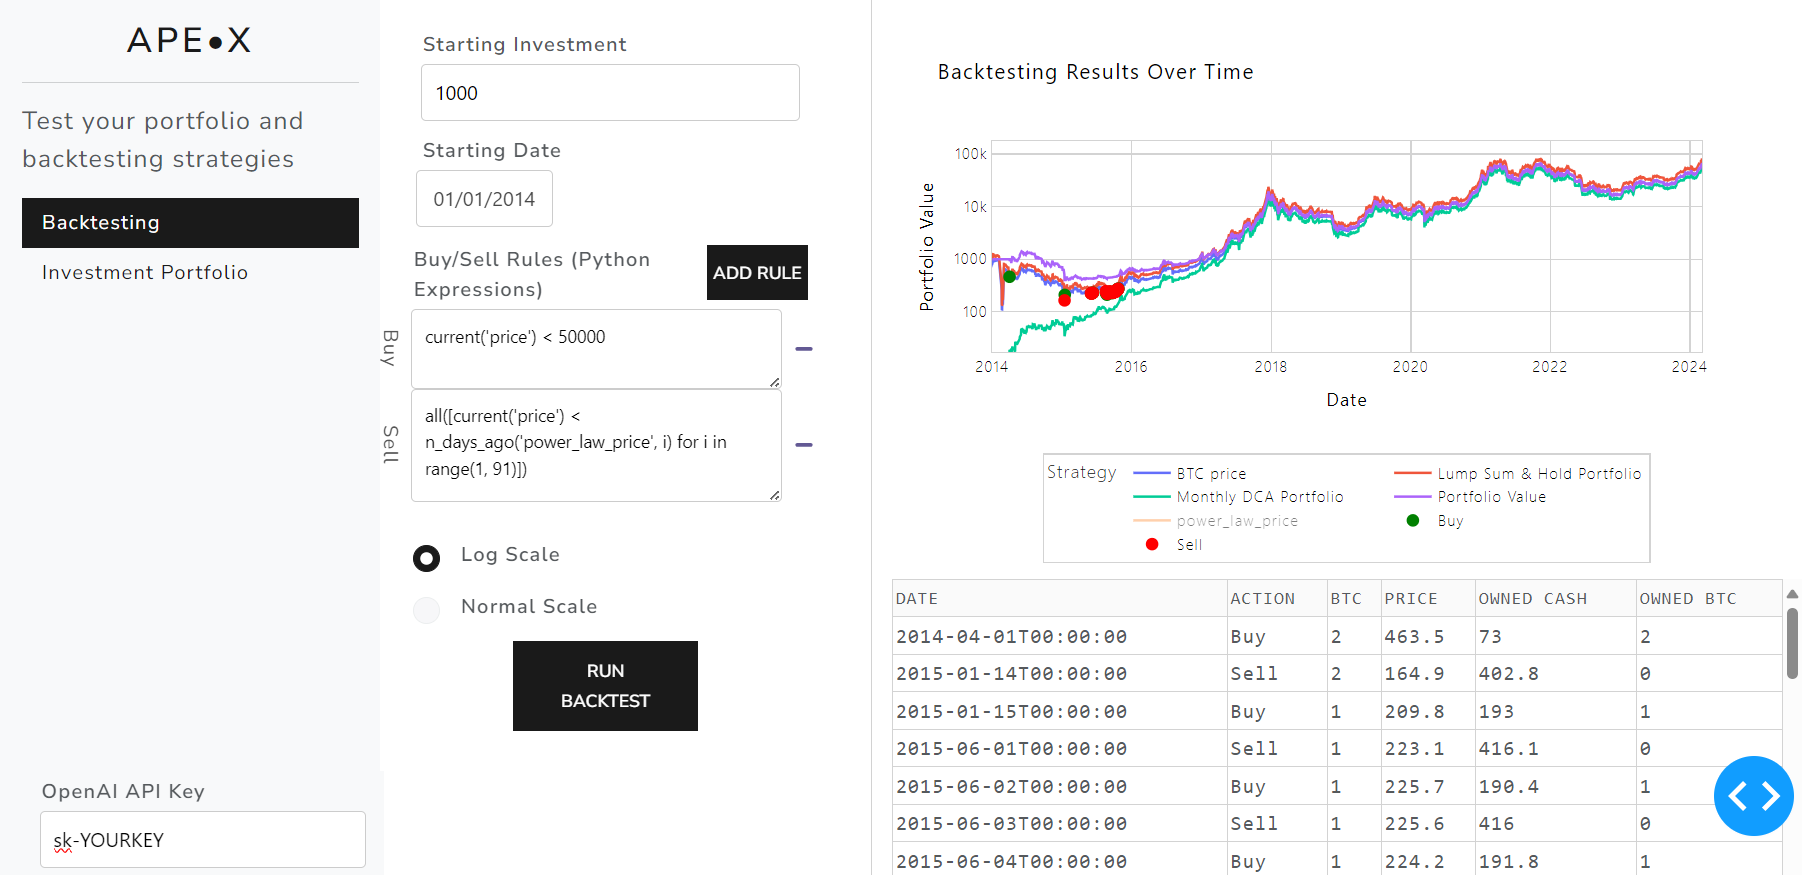 APE●X
Test your portfolio and
backtesting strategies
Backtesting
Investment Portfolio
OpenAI API Key
sk-YOURKEY
Starting Investment
1000
Starting Date
01/01/2014
Buy/Sell Rules (Python
Expressions)
ADD RULE
Buy
current('price') < 50000
Sell
all([current('price') <
n_days_ago('power_law_price', i) for i in
range(1, 91)])
Log Scale
Normal Scale
RUN
BACKTEST
Backtesting Results Over Time
Portfolio Value
100k
10k
1000
100
2014 2016 2018 2020 2022 2024
Date
Strategy BTC price Lump Sum & Hold Portfolio
Monthly DCA Portfolio Portfolio Value
power_law_price Buy
Sell
DATE ACTION BTC PRICE OWNED CASH OWNED BTC
2014-04-01T00:00:00 Buy 2 463.5 73 2
2015-01-14T00:00:00 Sell 2 164.9 402.8 0
2015-01-15T00:00:00 Buy 1 209.8 193 1
2015-06-01T00:00:00 Sell 1 223.1 416.1 0
2015-06-02T00:00:00 Buy 1 225.7 190.4 1
2015-06-03T00:00:00 Sell 1 225.6 416 0
2015-06-04T00:00:00 Buy 1 224.2 191.8 1